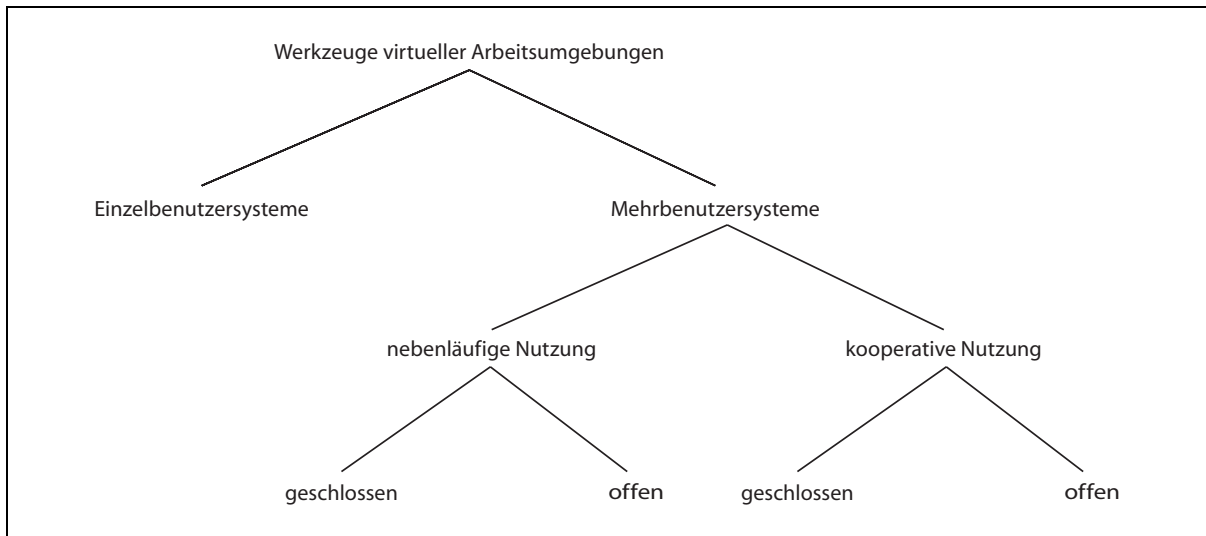 Werkzeuge virtueller Arbeitsumgebungen
Einzelbenutzersysteme
Mehrbenutzersysteme
nebenläufige Nutzung
kooperative Nutzung
geschlossen
offen
geschlossen
offen